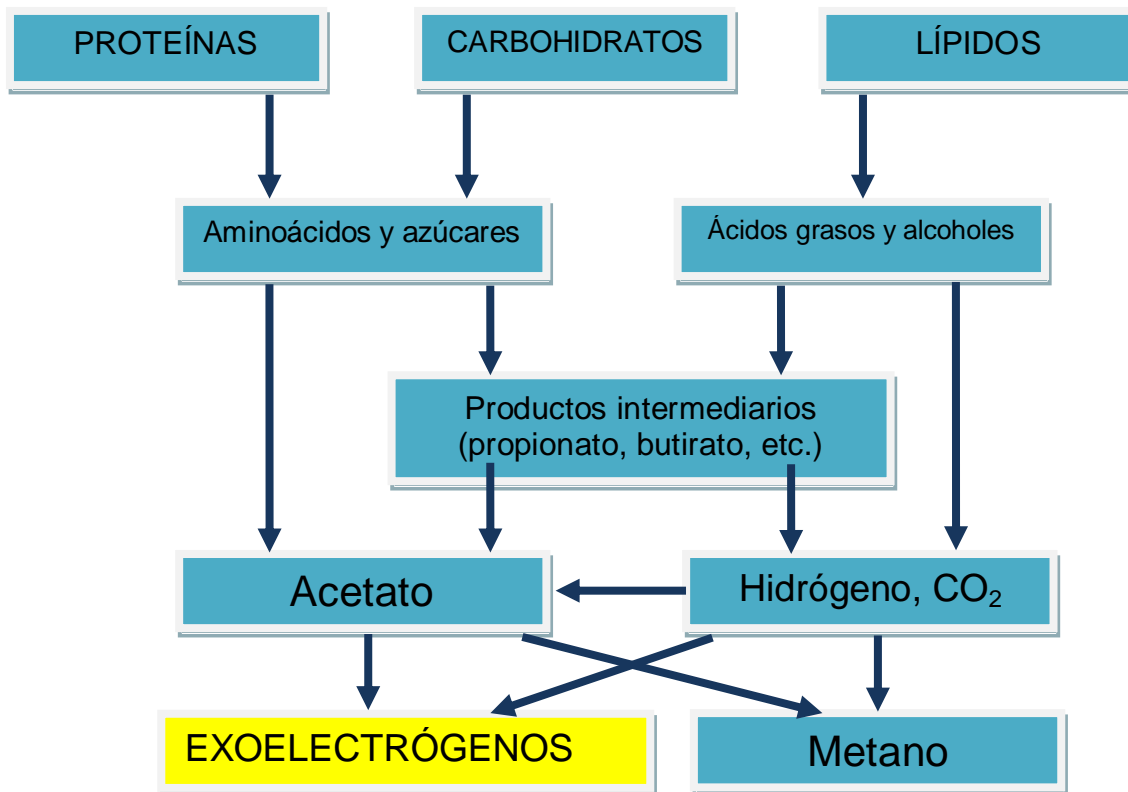 PROTEÍNAS
CARBOHIDRATOS
LÍPIDOS
Aminoácidos y azúcares
Ácidos grasos y alcoholes
Productos intermediarios
(propionato, butirato, etc.)
Acetato
Hidrógeno, CO₂
EXOELECTRÓGENOS
Metano